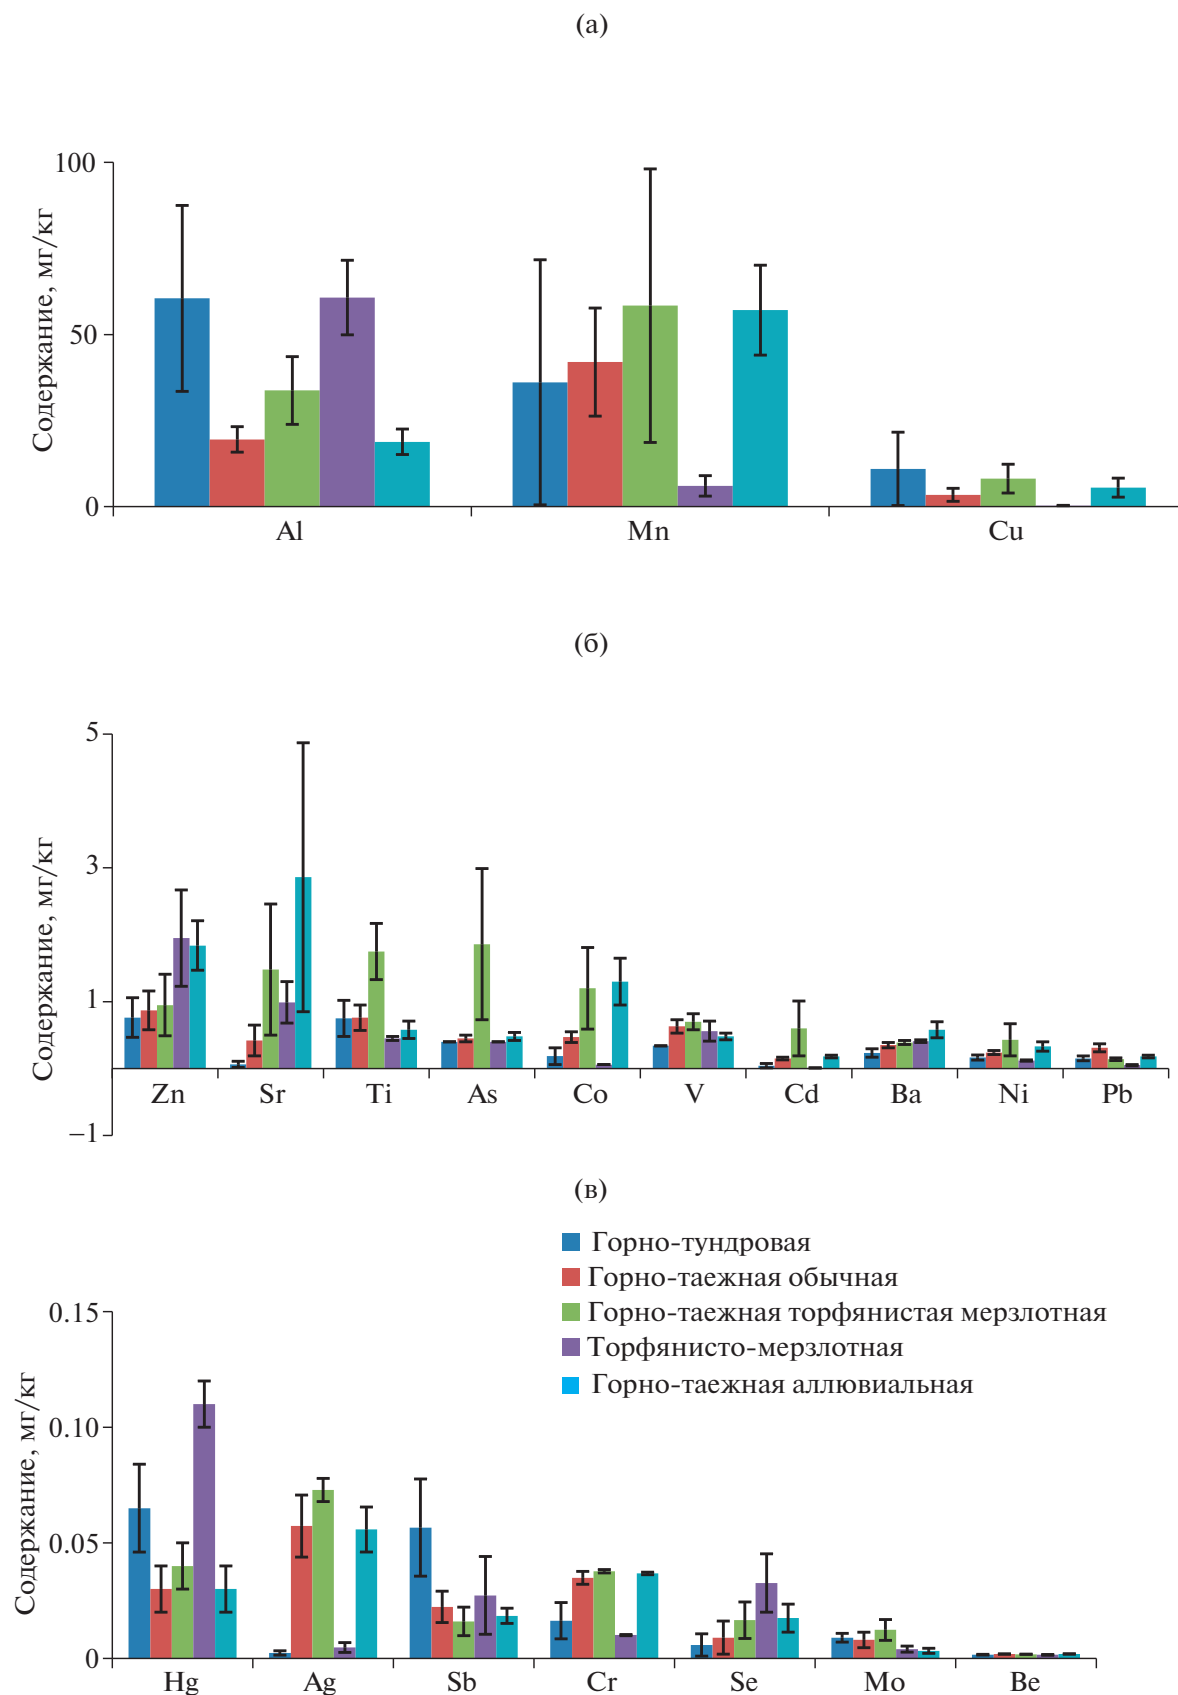 (а)
100
50
0
Содержание, мг/кг
Al Mn Cu
(б)
5
3
1
−1
Содержание, мг/кг
Zn Sr Ti As Co V Cd Ba Ni Pb
(в)
Горно-тундровая
Горно-таежная обычная
Горно-таежная торфянистая мерзлотная
Торфянисто-мерзлотная
Горно-таежная аллювиальная
0.15
0.10
0.05
0
Содержание, мг/кг
Hg Ag Sb Cr Se Mo Be